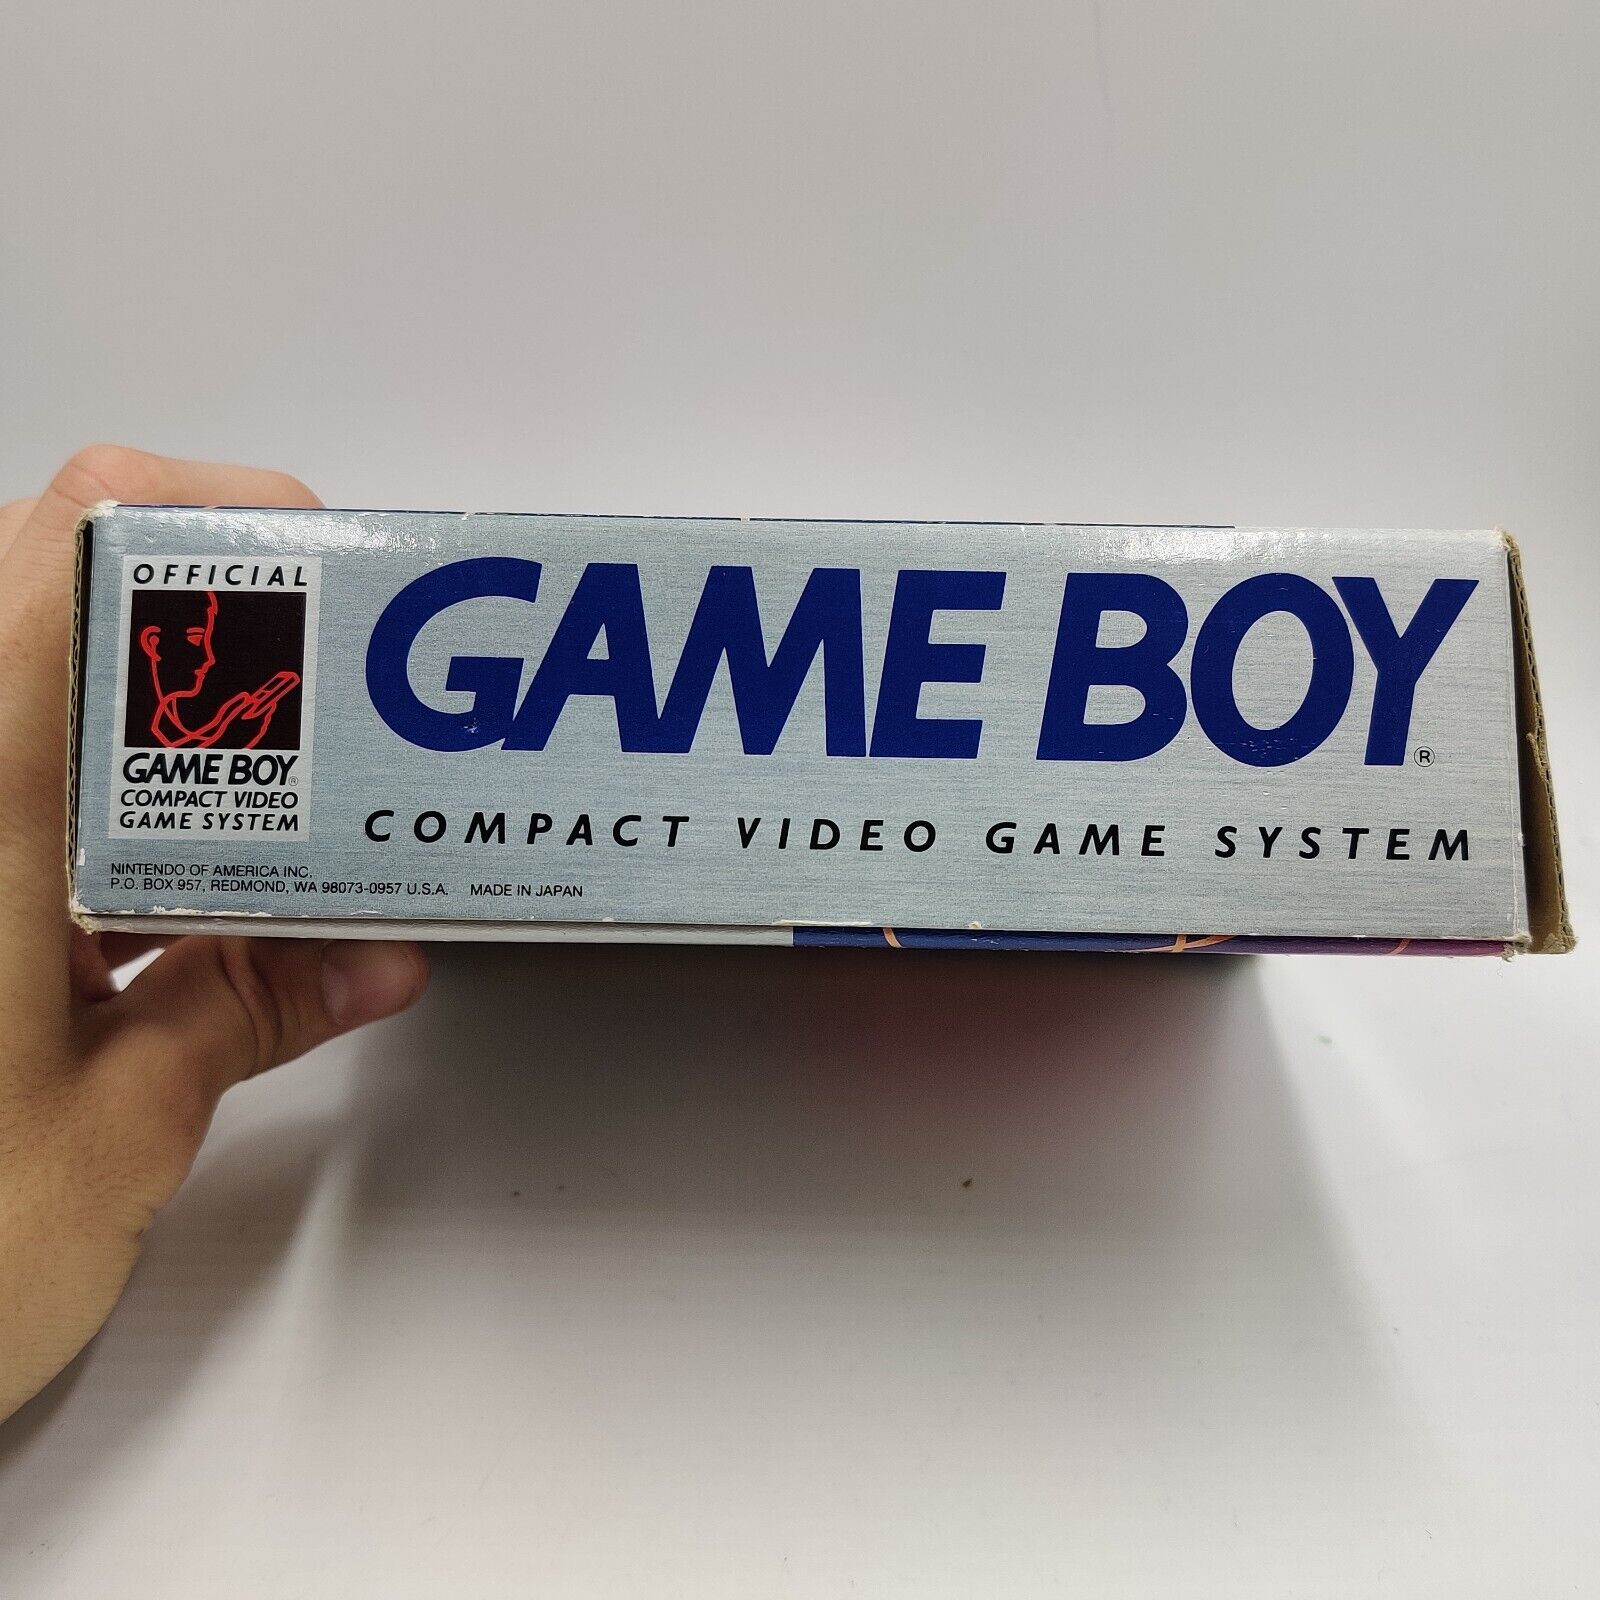 OFFICIAL
GAME BOY®
COMPACT VIDEO
GAME SYSTEM
NINTENDO OF AMERICA INC.
P.O. BOX 957, REDMOND, WA 98073-0957 U.S.A. MADE IN JAPAN
GAME BOY®
COMPACT VIDEO GAME SYSTEM